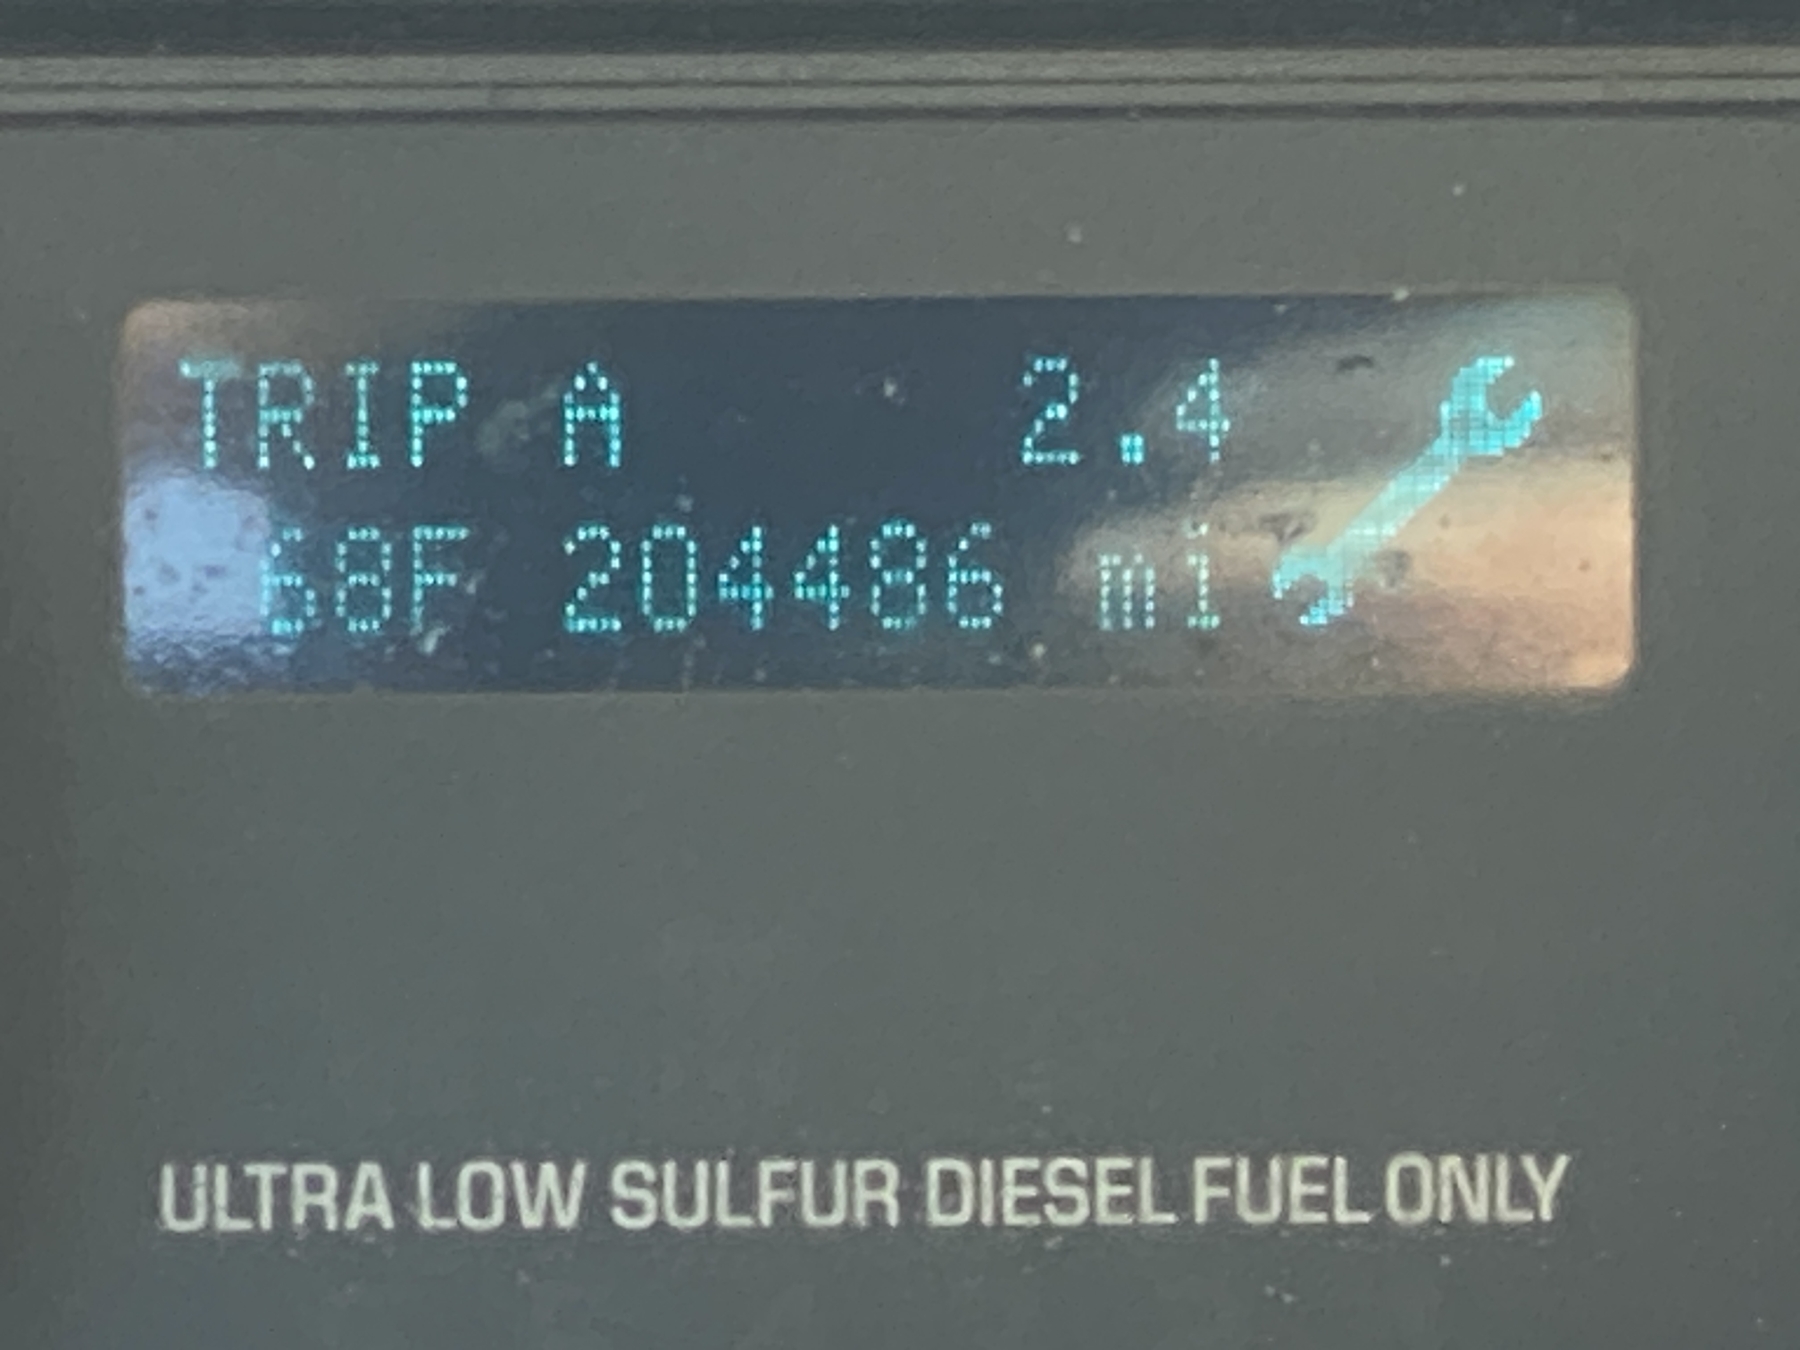 TRIP A 2.4
68F 204486 mi
ULTRA LOW SULFUR DIESEL FUEL ONLY